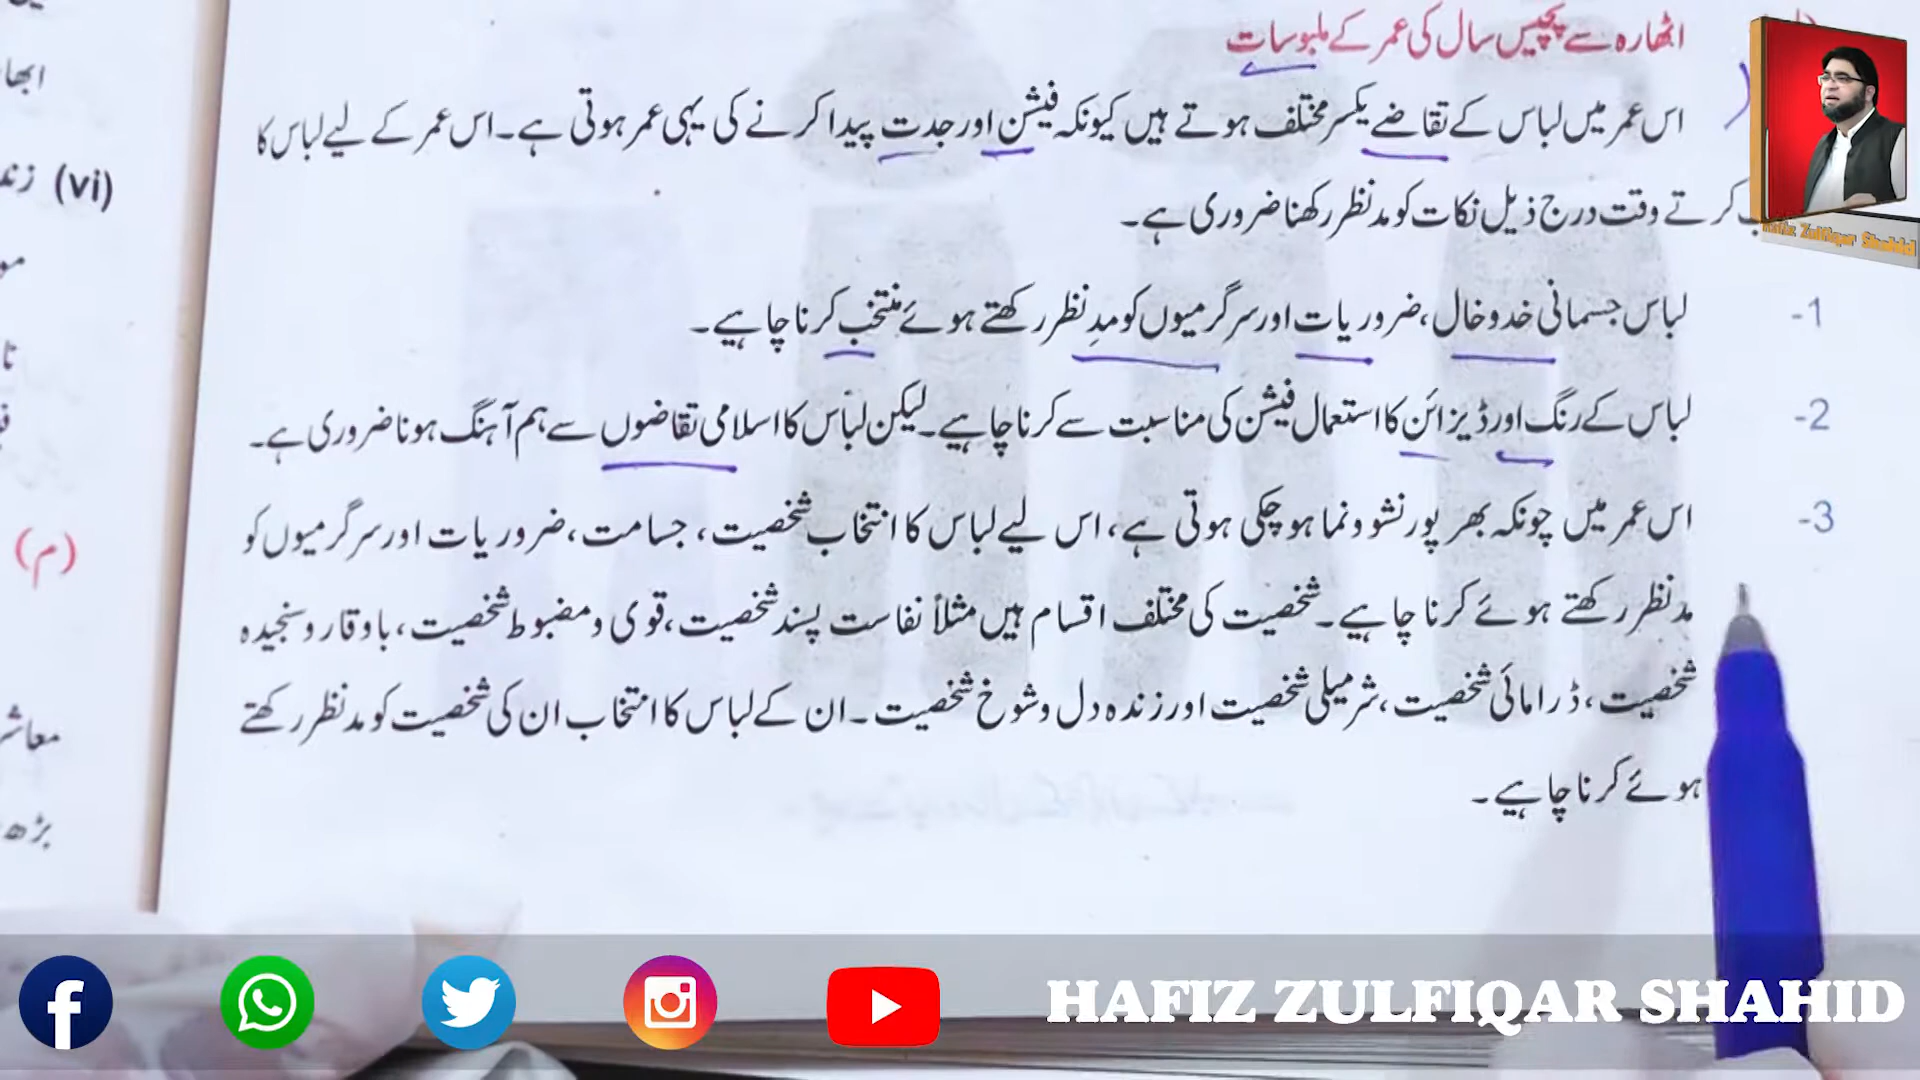 اٹھارہ سے پچیس سال کی عمر کے ملبوسات
اس عمر میں لباس کے تقاضے یکسر مختلف ہوتے ہیں کیونکہ فیشن اور جدت پیدا کرنے کی یہی عمر ہوتی ہے۔ اس عمر کے لیے لباس کا
کرتے وقت درج ذیل نکات کو مدنظر رکھنا ضروری ہے۔
1- لباس جسمانی خدوخال، ضروریات اور سرگرمیوں کو مدِنظر رکھتے ہوئے منتخب کرنا چاہیے۔
2- لباس کے رنگ اور ڈیزائن کا استعمال فیشن کی مناسبت سے کرنا چاہیے۔ لیکن لباس کا اسلامی تقاضوں سے ہم آہنگ ہونا ضروری ہے۔
3- اس عمر میں چونکہ بھرپور نشوونما ہو چکی ہوتی ہے، اس لیے لباس کا انتخاب شخصیت، جسامت، ضروریات اور سرگرمیوں کو
مدنظر رکھتے ہوئے کرنا چاہیے۔ شخصیت کی مختلف اقسام ہیں مثلاً نفاست پسند شخصیت، قوی و مضبوط شخصیت، باوقار و سنجیدہ
شخصیت، ڈرامائی شخصیت، شرمیلی شخصیت اور زندہ دل و شوخ شخصیت۔ ان کے لباس کا انتخاب ان کی شخصیت کو مدنظر رکھتے
ہوئے کرنا چاہیے۔
(vi)
(م)
Hafiz Zulfiqar Shahid
HAFIZ ZULFIQAR SHAHID